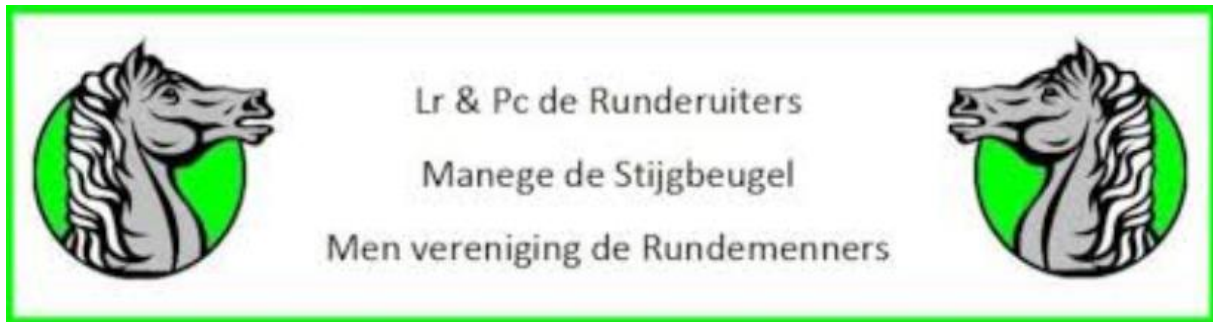 Lr & Pc de Runderuiters
Manege de Stijgbeugel
Men vereniging de Rundemenners